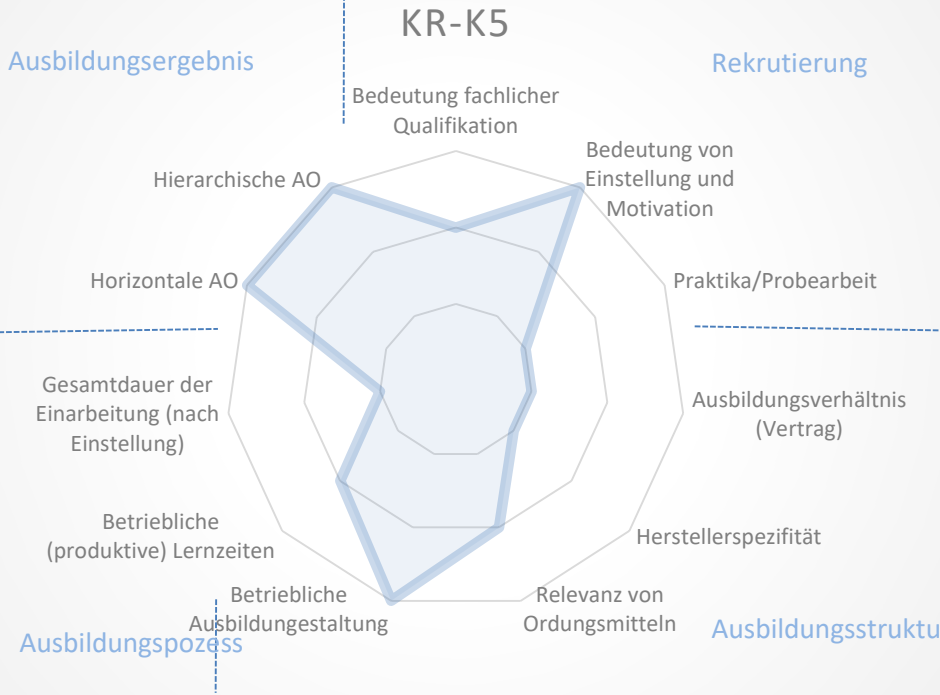 KR-K5
Ausbildungsergebnis
Rekrutierung
Bedeutung fachlicher
Qualifikation
Bedeutung von
Einstellung und
Motivation
Praktika/Probearbeit
Ausbildungsverhältnis
(Vertrag)
Herstellerspezifität
Relevanz von
Ordungsmitteln
Betriebliche
Ausbildungestaltung
Betriebliche
(produktive) Lernzeiten
Gesamtdauer der
Einarbeitung (nach
Einstellung)
Horizontale AO
Hierarchische AO
Ausbildungspozess
Ausbildungsstruktu